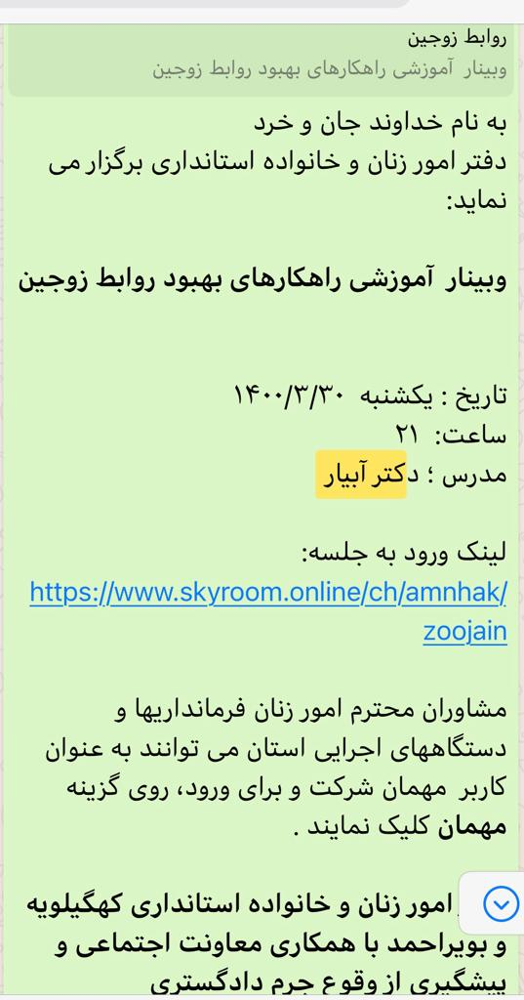 روابط زوجین
وبینار آموزشی راهکارهای بهبود روابط زوجین
به نام خداوند جان و خرد
دفتر امور زنان و خانواده استانداری برگزار می
نماید:
وبینار آموزشی راهکارهای بهبود روابط زوجین
تاریخ : یکشنبه ۱۴۰۰/۳/۳۰
ساعت: ۲۱
مدرس ؛ دکتر آبیار
لینک ورود به جلسه:
https://www.skyroom.online/ch/amnhak/
zoojain
مشاوران محترم امور زنان فرمانداریها و
دستگاههای اجرایی استان می توانند به عنوان
کاربر مهمان شرکت و برای ورود، روی گزینه
مهمان کلیک نمایند .
امور زنان و خانواده استانداری کهگیلویه
و بویراحمد با همکاری معاونت اجتماعی و
پیشگیری از وقوع جرم دادگستری